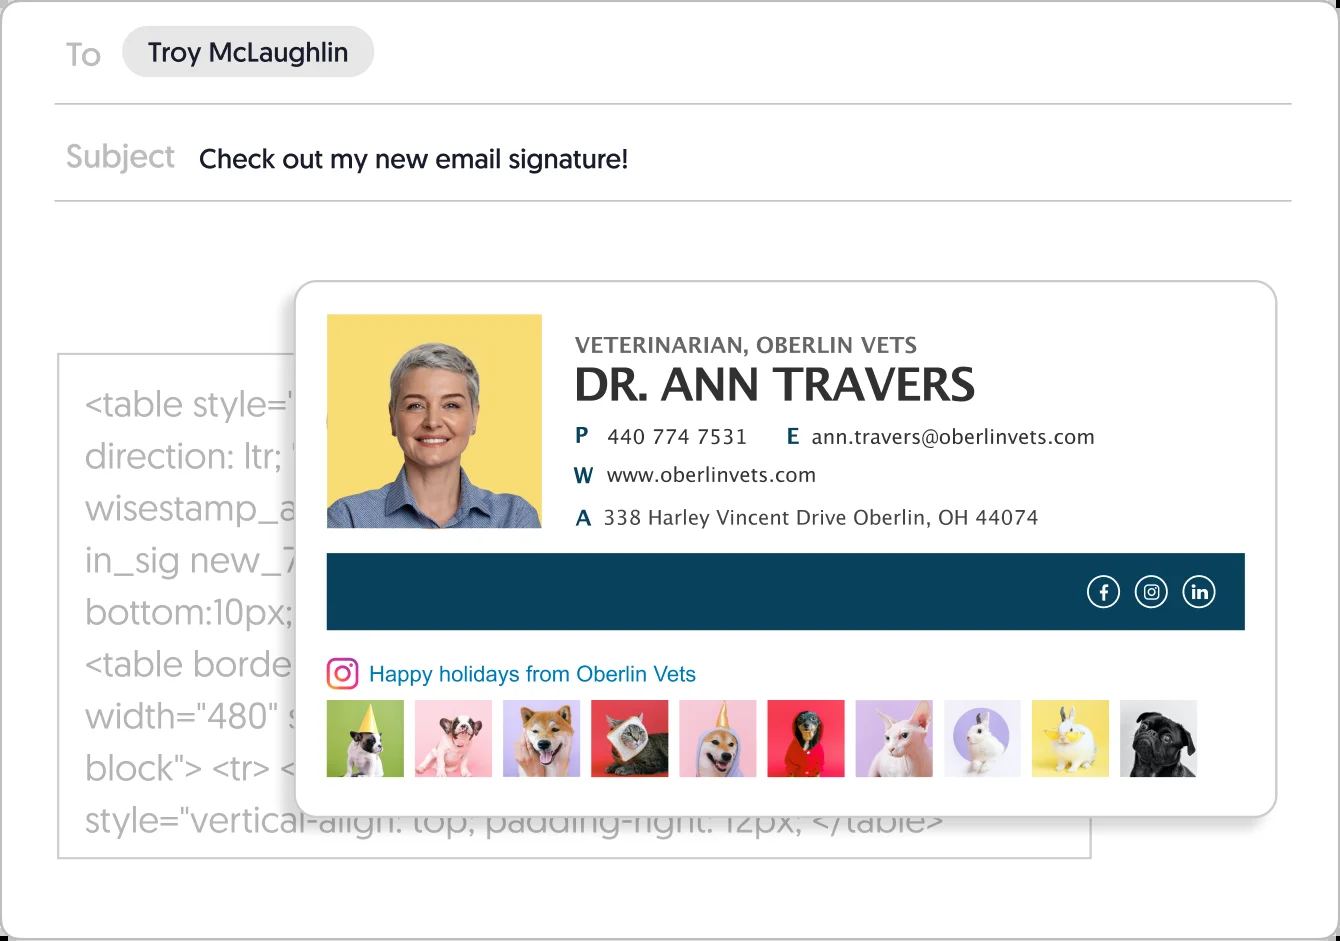 To Troy McLaughlin
Subject Check out my new email signature!
VETERINARIAN, OBERLIN VETS
DR. ANN TRAVERS
P 440 774 7531 E ann.travers@oberlinvets.com
W www.oberlinvets.com
A 338 Harley Vincent Drive Oberlin, OH 44074
f in
Happy holidays from Oberlin Vets
<table style="
direction: ltr;
in_sig new_
bottom:10px;
<table
width="480"
block"> <tr> <
style="vertical-align: top; padding-right: 12px; </table>